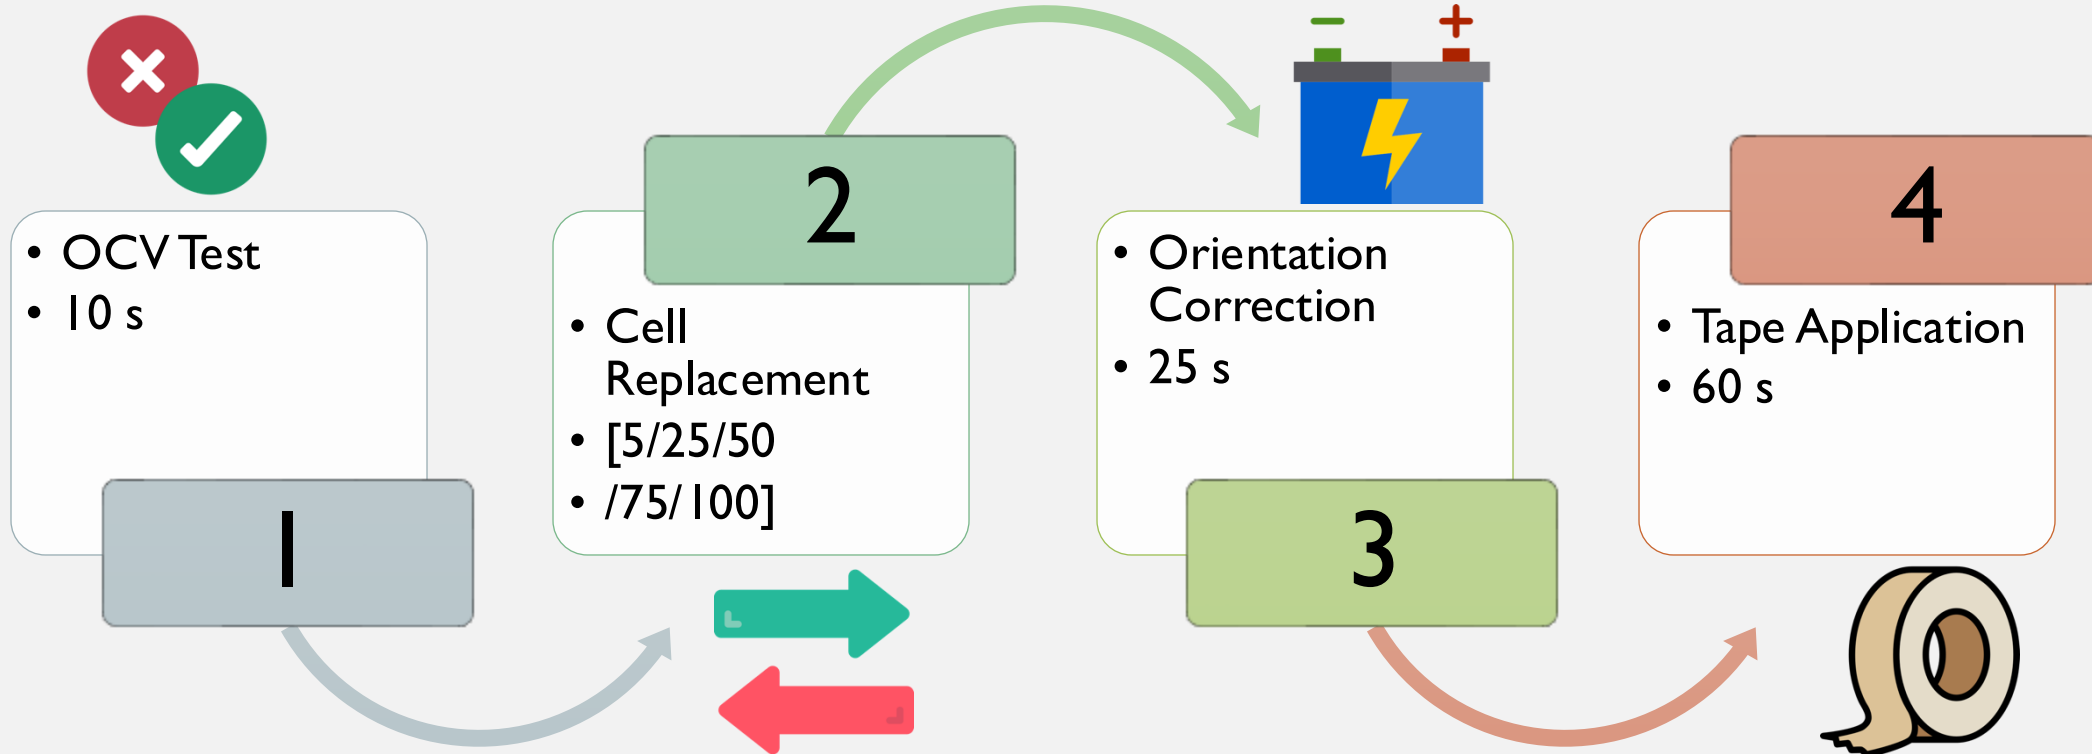 • OCV Test
• 10 s
1
2
• Cell
Replacement
• [5/25/50
• /75/100]
• Orientation
Correction
• 25 s
3
4
• Tape Application
• 60 s